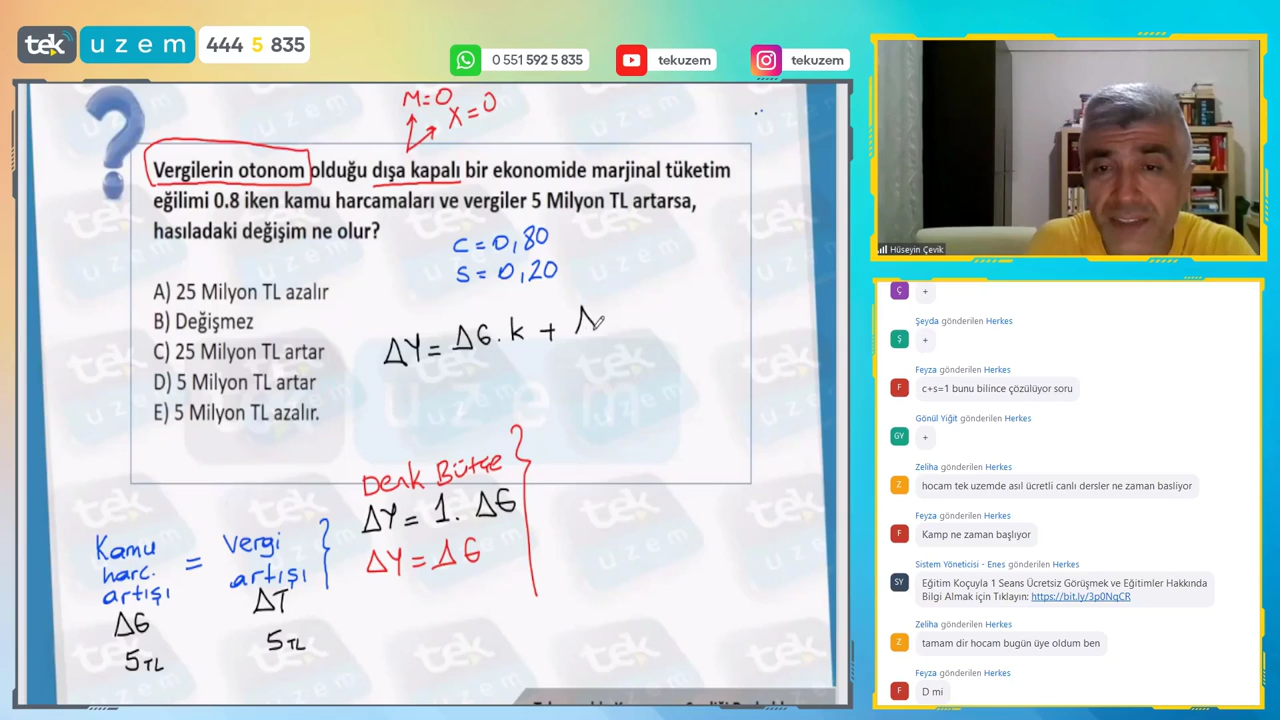 tek uzem 444 5 835
0 551 592 5 835
tekuzem
tekuzem
M=0
X=0
Vergilerin otonom olduğu dışa kapalı bir ekonomide marjinal tüketim
eğilimi 0.8 iken kamu harcamaları ve vergiler 5 Milyon TL artarsa,
hasıladaki değişim ne olur?
c = 0,80
s = 0,20
A) 25 Milyon TL azalır
B) Değişmez
C) 25 Milyon TL artar
D) 5 Milyon TL artar
E) 5 Milyon TL azalır.
ΔY = ΔG. k +
Denk Bütçe
ΔY = 1. ΔG
ΔY = ΔG
Kamu harc. artışı = Vergi artışı
ΔG
ΔT
5 TL
5 TL
Hüseyin Çevik
Ç
+
Şeyda gönderilen Herkes
Ş
+
Feyza gönderilen Herkes
F
c+s=1 bunu bilince çözülüyor soru
Gönül Yiğit gönderilen Herkes
GY
+
Zeliha gönderilen Herkes
Z
hocam tek uzemde asıl ücretli canlı dersler ne zaman basliyor
Feyza gönderilen Herkes
F
Kamp ne zaman başlıyor
Sistem Yöneticisi - Enes gönderilen Herkes
SY
Eğitim Koçuyla 1 Seans Ücretsiz Görüşmek ve Eğitimler Hakkında
Bilgi Almak için Tıklayın: https://bit.ly/3p0NqCR
Zeliha gönderilen Herkes
Z
tamam dir hocam bugün üye oldum ben
Feyza gönderilen Herkes
F
D mi